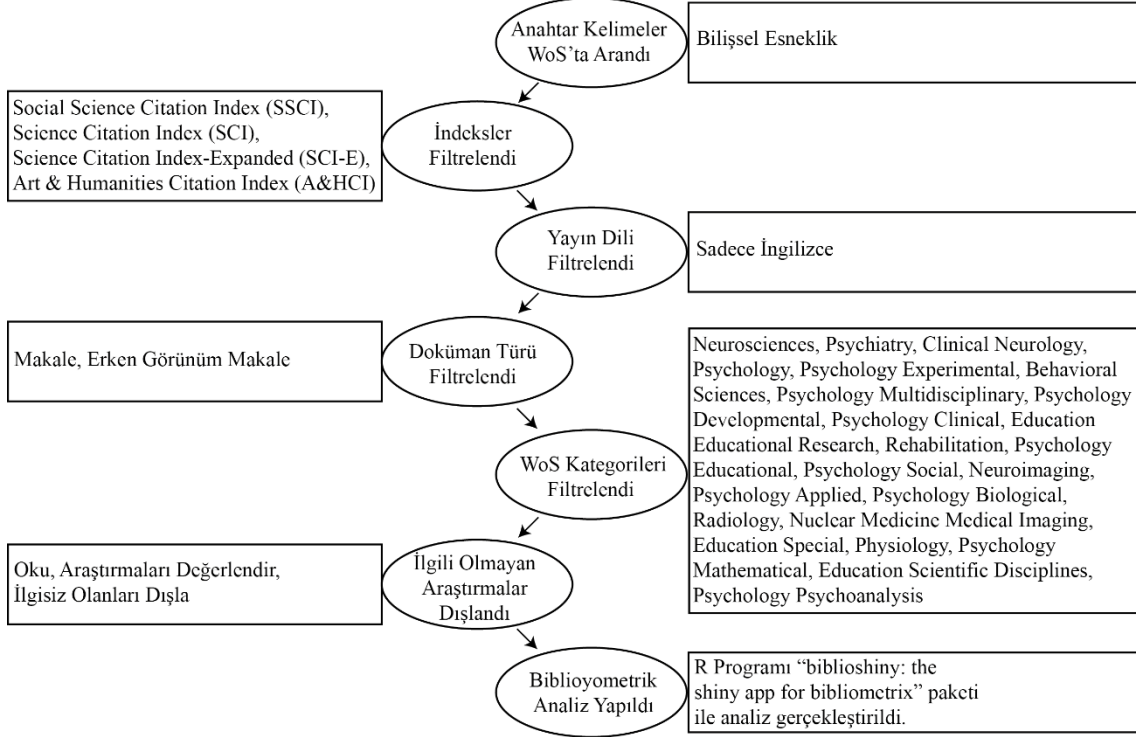 Anahtar Kelimeler
WoS’ta Arandı
Bilişsel Esneklik
Social Science Citation Index (SSCI),
Science Citation Index (SCI),
Science Citation Index-Expanded (SCI-E),
Art & Humanities Citation Index (A&HCI)
İndeksler
Filtrelendi
Yayın Dili
Filtrelendi
Sadece İngilizce
Makale, Erken Görünüm Makale
Doküman Türü
Filtrelendi
WoS Kategorileri
Filtrelendi
Neurosciences, Psychiatry, Clinical Neurology,
Psychology, Psychology Experimental, Behavioral
Sciences, Psychology Multidisciplinary, Psychology
Developmental, Psychology Clinical, Education
Educational Research, Rehabilitation, Psychology
Educational, Psychology Social, Neuroimaging,
Psychology Applied, Psychology Biological,
Radiology, Nuclear Medicine Medical Imaging,
Education Special, Physiology, Psychology
Mathematical, Education Scientific Disciplines,
Psychology Psychoanalysis
Oku, Araştırmaları Değerlendir,
İlgisiz Olanları Dışla
İlgili Olmayan
Araştırmalar
Dışlandı
Biblioyometrik
Analiz Yapıldı
R Programı “biblioshiny: the
shiny app for bibliometrix” paketi
ile analiz gerçekleştirildi.